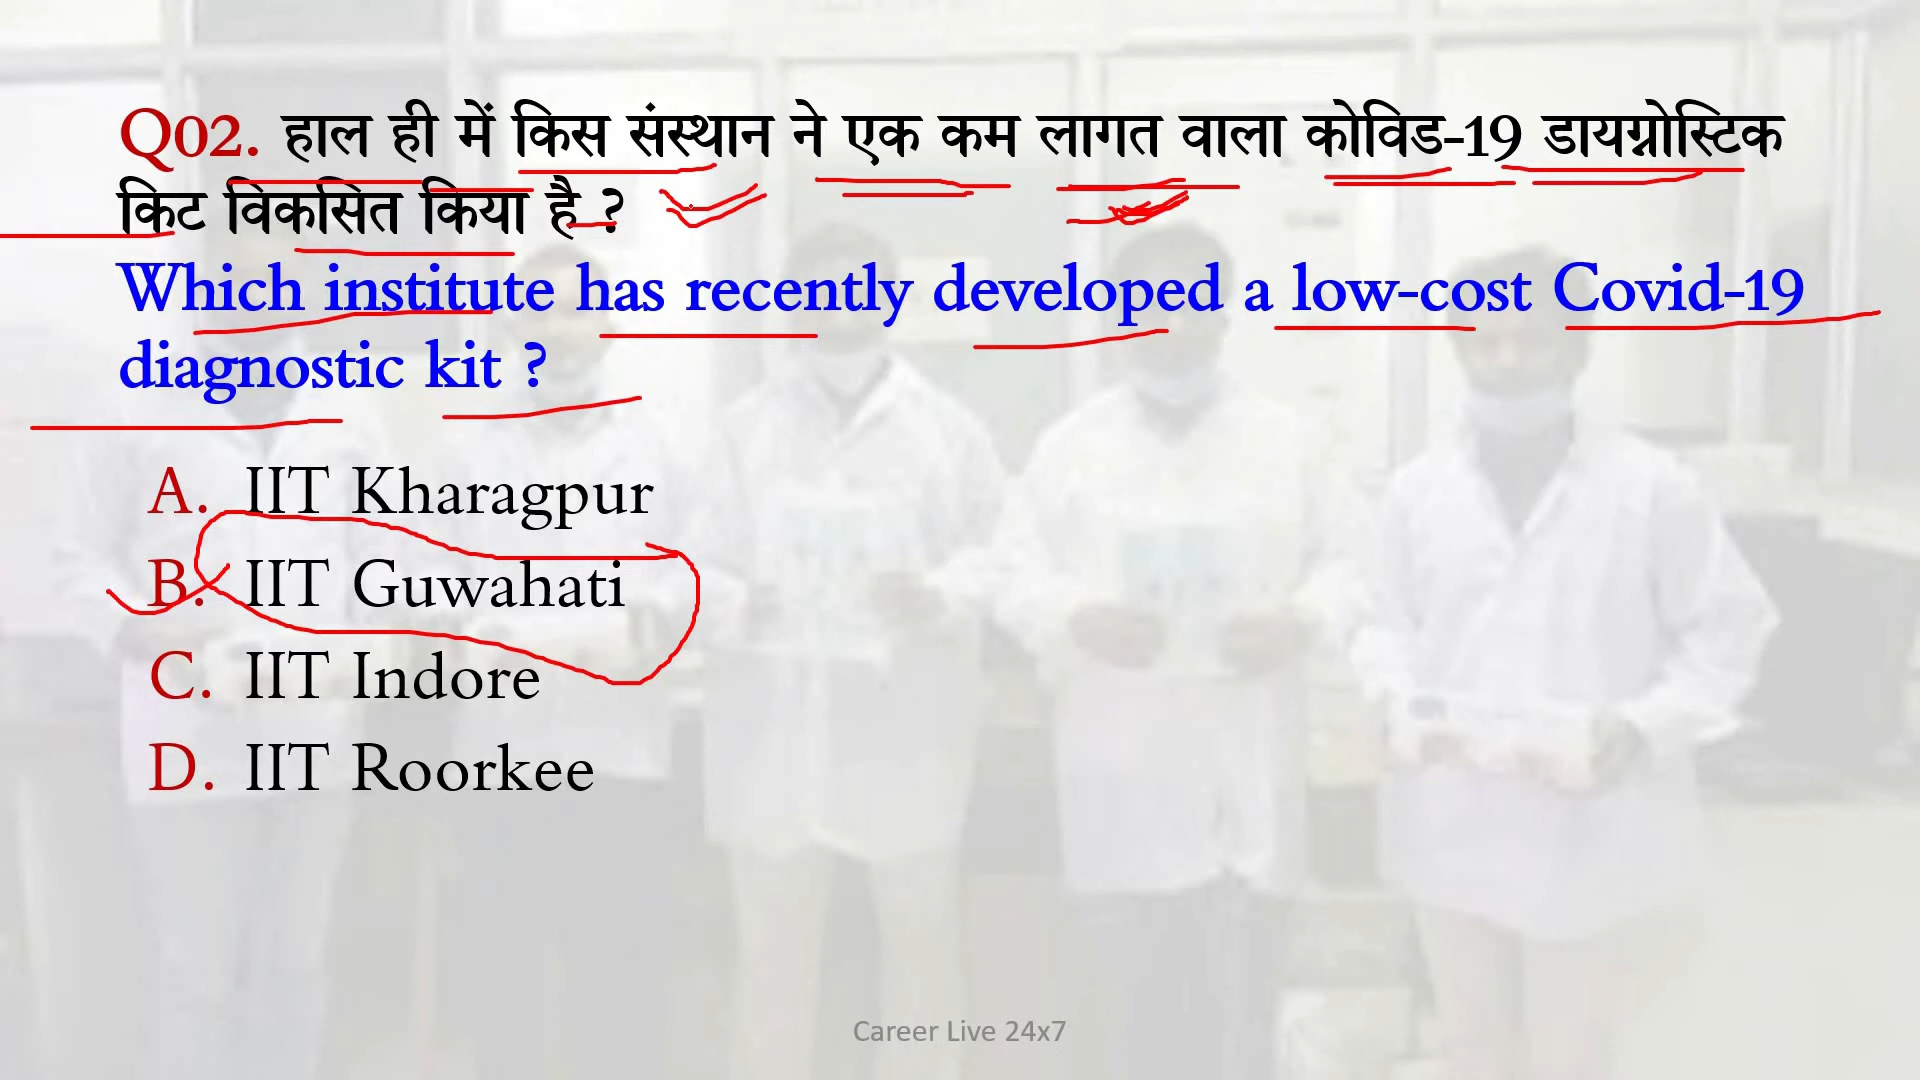 Q02. हाल ही में किस संस्थान ने एक कम लागत वाला कोविड-19 डायग्नोस्टिक
किट विकसित किया है ?
Which institute has recently developed a low-cost Covid-19
diagnostic kit ?
A. IIT Kharagpur
B. IIT Guwahati
C. IIT Indore
D. IIT Roorkee
Career Live 24x7